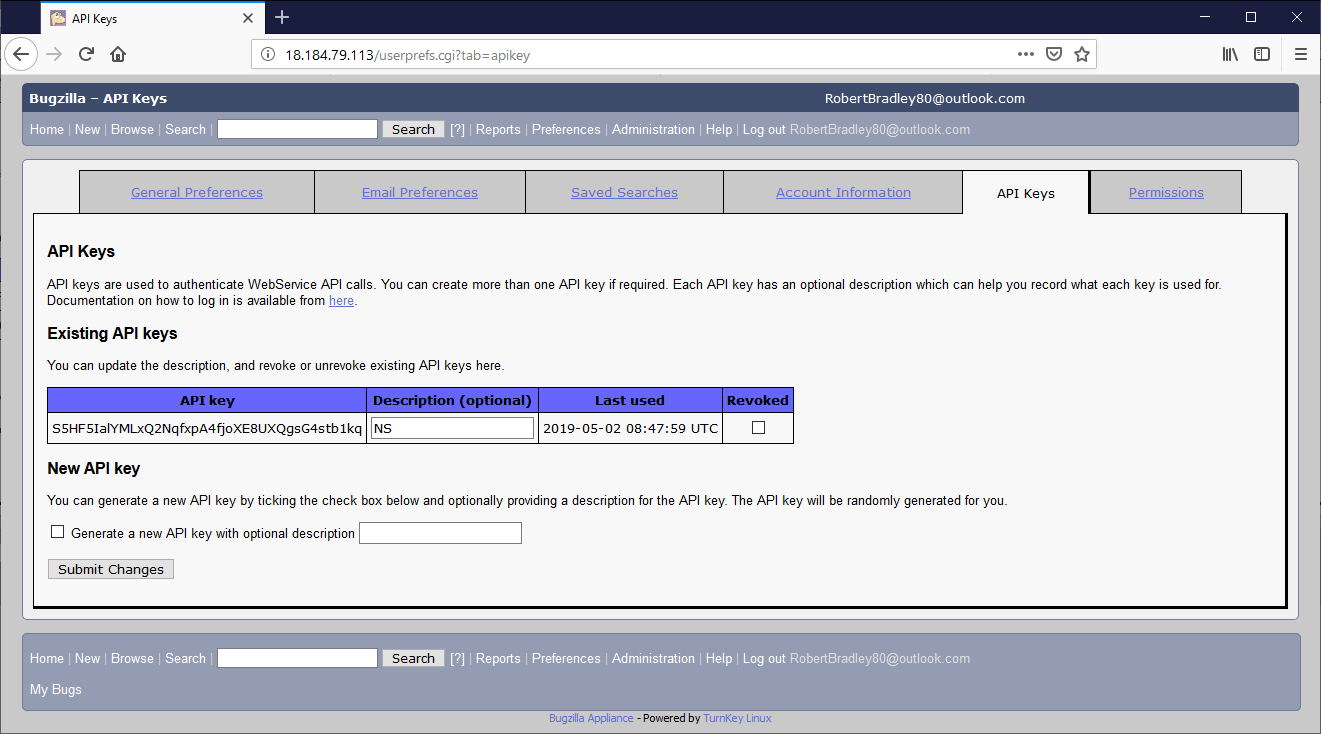 API Keys
18.184.79.113/userprefs.cgi?tab=apikey
Bugzilla – API Keys RobertBradley80@outlook.com
Home | New | Browse | Search | Search [?] | Reports | Preferences | Administration | Help | Log out RobertBradley80@outlook.com
General Preferences Email Preferences Saved Searches Account Information API Keys Permissions
API Keys
API keys are used to authenticate WebService API calls. You can create more than one API key if required. Each API key has an optional description which can help you record what each key is used for.
Documentation on how to log in is available from here.
Existing API keys
You can update the description, and revoke or unrevoke existing API keys here.
API key Description (optional) Last used Revoked
S5HF5IalYMLxQ2NqfxpA4fjoXE8UXQgsG4stb1kq NS 2019-05-02 08:47:59 UTC
New API key
You can generate a new API key by ticking the check box below and optionally providing a description for the API key. The API key will be randomly generated for you.
Generate a new API key with optional description
Submit Changes
Home | New | Browse | Search | Search [?] | Reports | Preferences | Administration | Help | Log out RobertBradley80@outlook.com
My Bugs
Bugzilla Appliance - Powered by TurnKey Linux